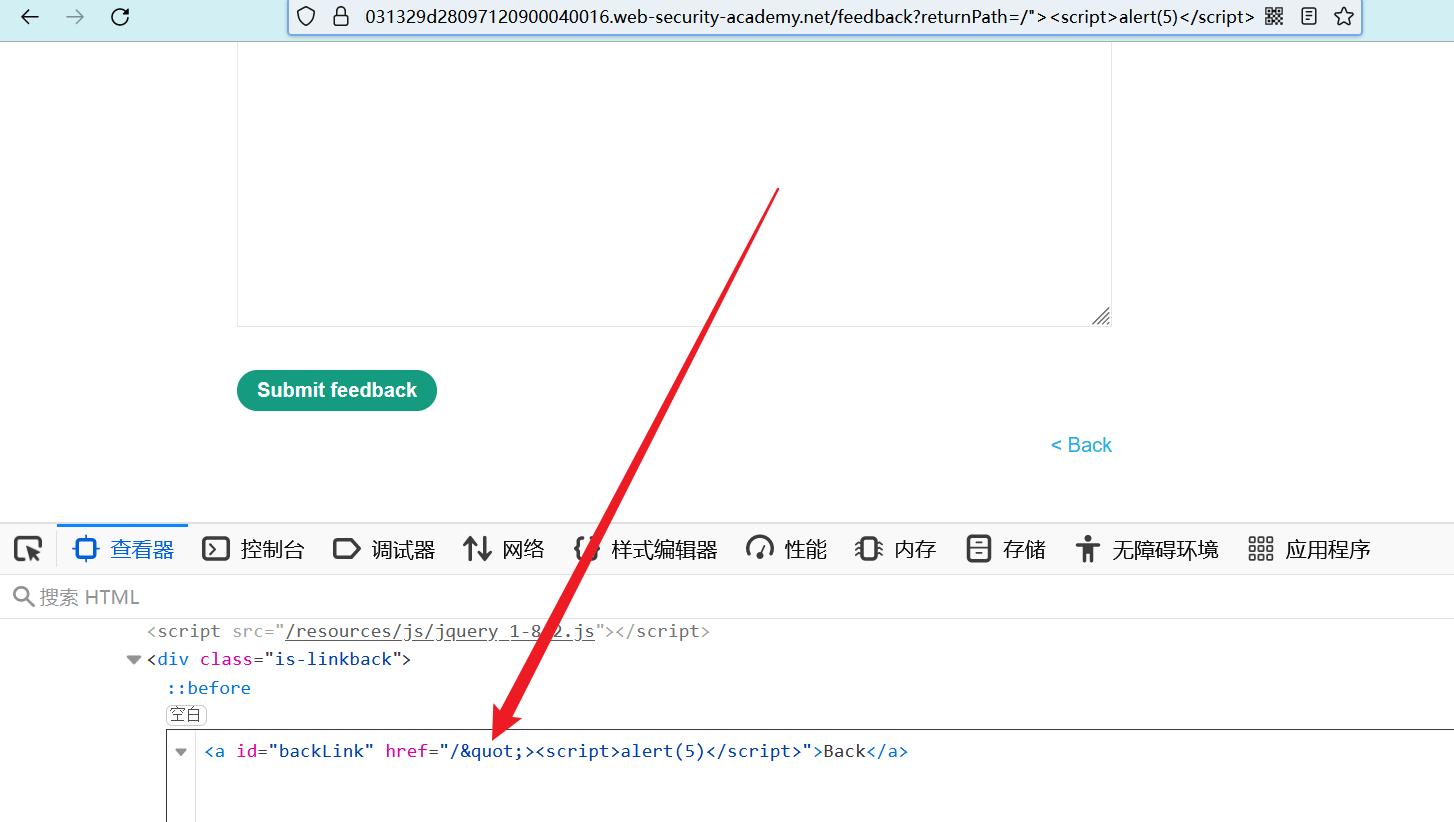 031329d28097120900040016.web-security-academy.net/feedback?returnPath=/"><script>alert(5)</script>
Submit feedback
< Back
查看器 控制台 调试器 网络 {} 样式编辑器 性能 内存 存储 无障碍环境 应用程序
搜索 HTML
<script src="/resources/js/jquery_1-8-2.js"></script>
<div class="is-linkback">
::before
空白
<a id="backLink" href="/&quot;><script>alert(5)</script>">Back</a>